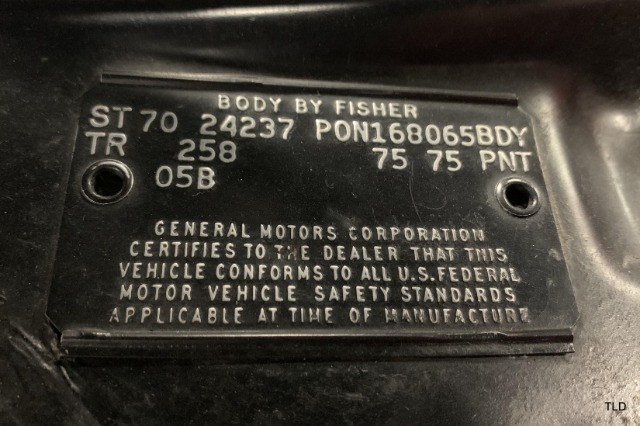 BODY BY FISHER
ST 70 24237 PON168065BDY
TR 258 75 75 PNT
05B
GENERAL MOTORS CORPORATION
CERTIFIES TO THE DEALER THAT THIS
VEHICLE CONFORMS TO ALL U.S. FEDERAL
MOTOR VEHICLE SAFETY STANDARDS
APPLICABLE AT TIME OF MANUFACTURE
TLD